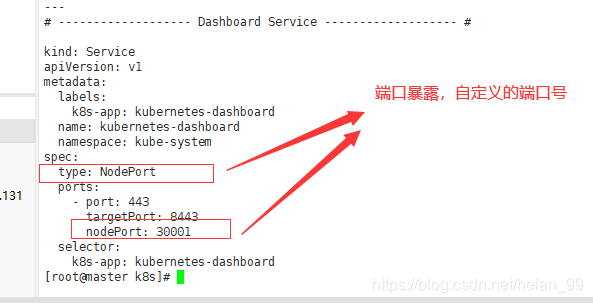 ---
# ------------------- Dashboard Service ------------------- #
kind: Service
apiVersion: v1
metadata:
  labels:
    k8s-app: kubernetes-dashboard
  name: kubernetes-dashboard
  namespace: kube-system
spec:
  type: NodePort
  ports:
    - port: 443
      targetPort: 8443
      nodePort: 30001
  selector:
    k8s-app: kubernetes-dashboard
[root@master k8s]#
端口暴露，自定义的端口号
.131
https://blog.csdn.net/heian_99